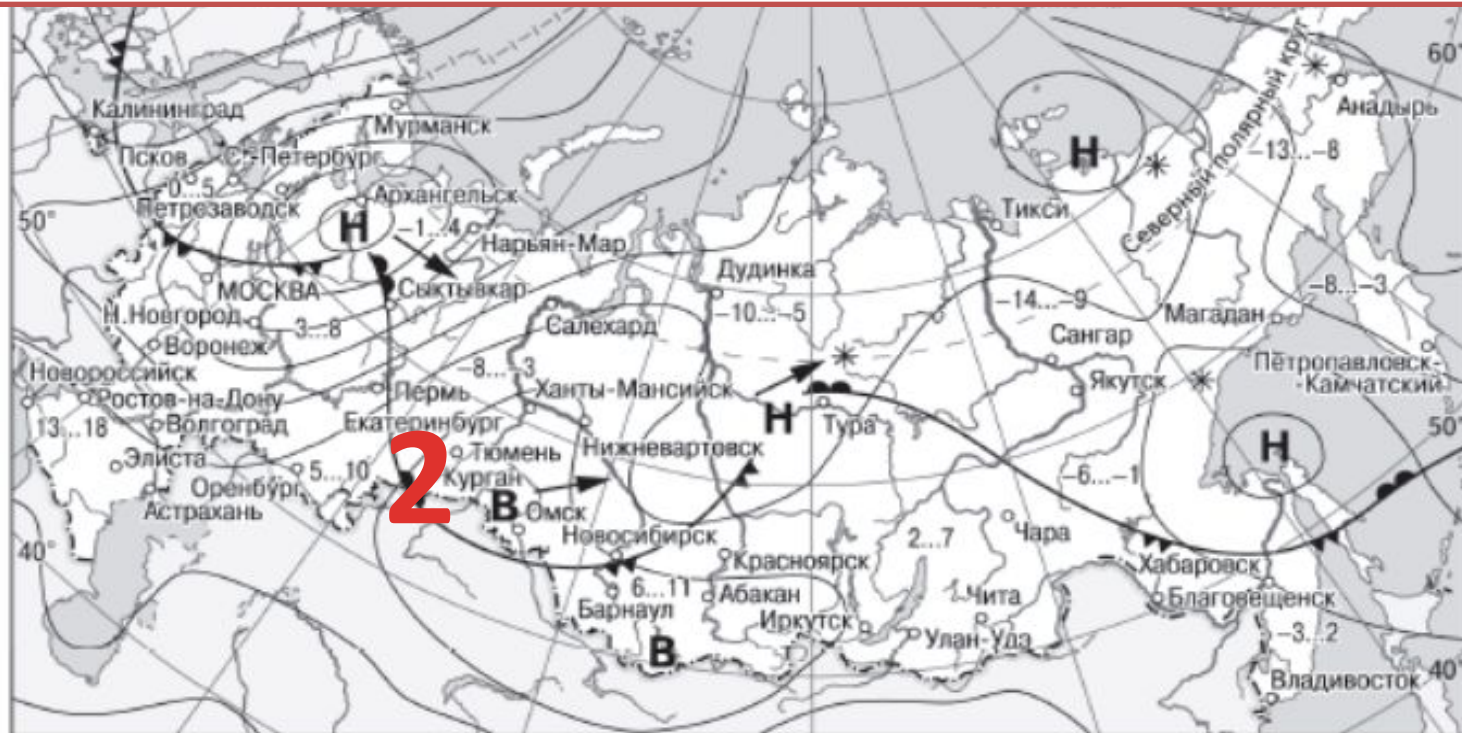 60°
Калининград
Анадырь
Мурманск
Псков
С.-Петербург
–13...–8
Н
Северный полярный круг
–0...5
Архангельск
Петрозаводск
50°
Н
–1...4
Тикси
Нарьян-Мар
Дудинка
МОСКВА
Сыктывкар
–8...–3
–14...–9
–10...–5
Н.Новгород
3...8
Салехард
Магадан
Сангар
Воронеж
Новороссийск
–8... 3
Петропавловск-
-Камчатский
Ростов-на-Дону
Пермь
Ханты-Мансийск
Якутск
13...18
Волгоград
Екатеринбург
Н
Тура
50°
Элиста
2
Тюмень
Нижневартовск
Н
5...10
Курган
–6...–1
Оренбург
Астрахань
В
Омск
Чара
40°
Новосибирск
2...7
Красноярск
Хабаровск
6...11
Барнаул
Абакан
Чита
Благовещенск
Иркутск
Улан-Удэ
–3...2
В
40°
Владивосток